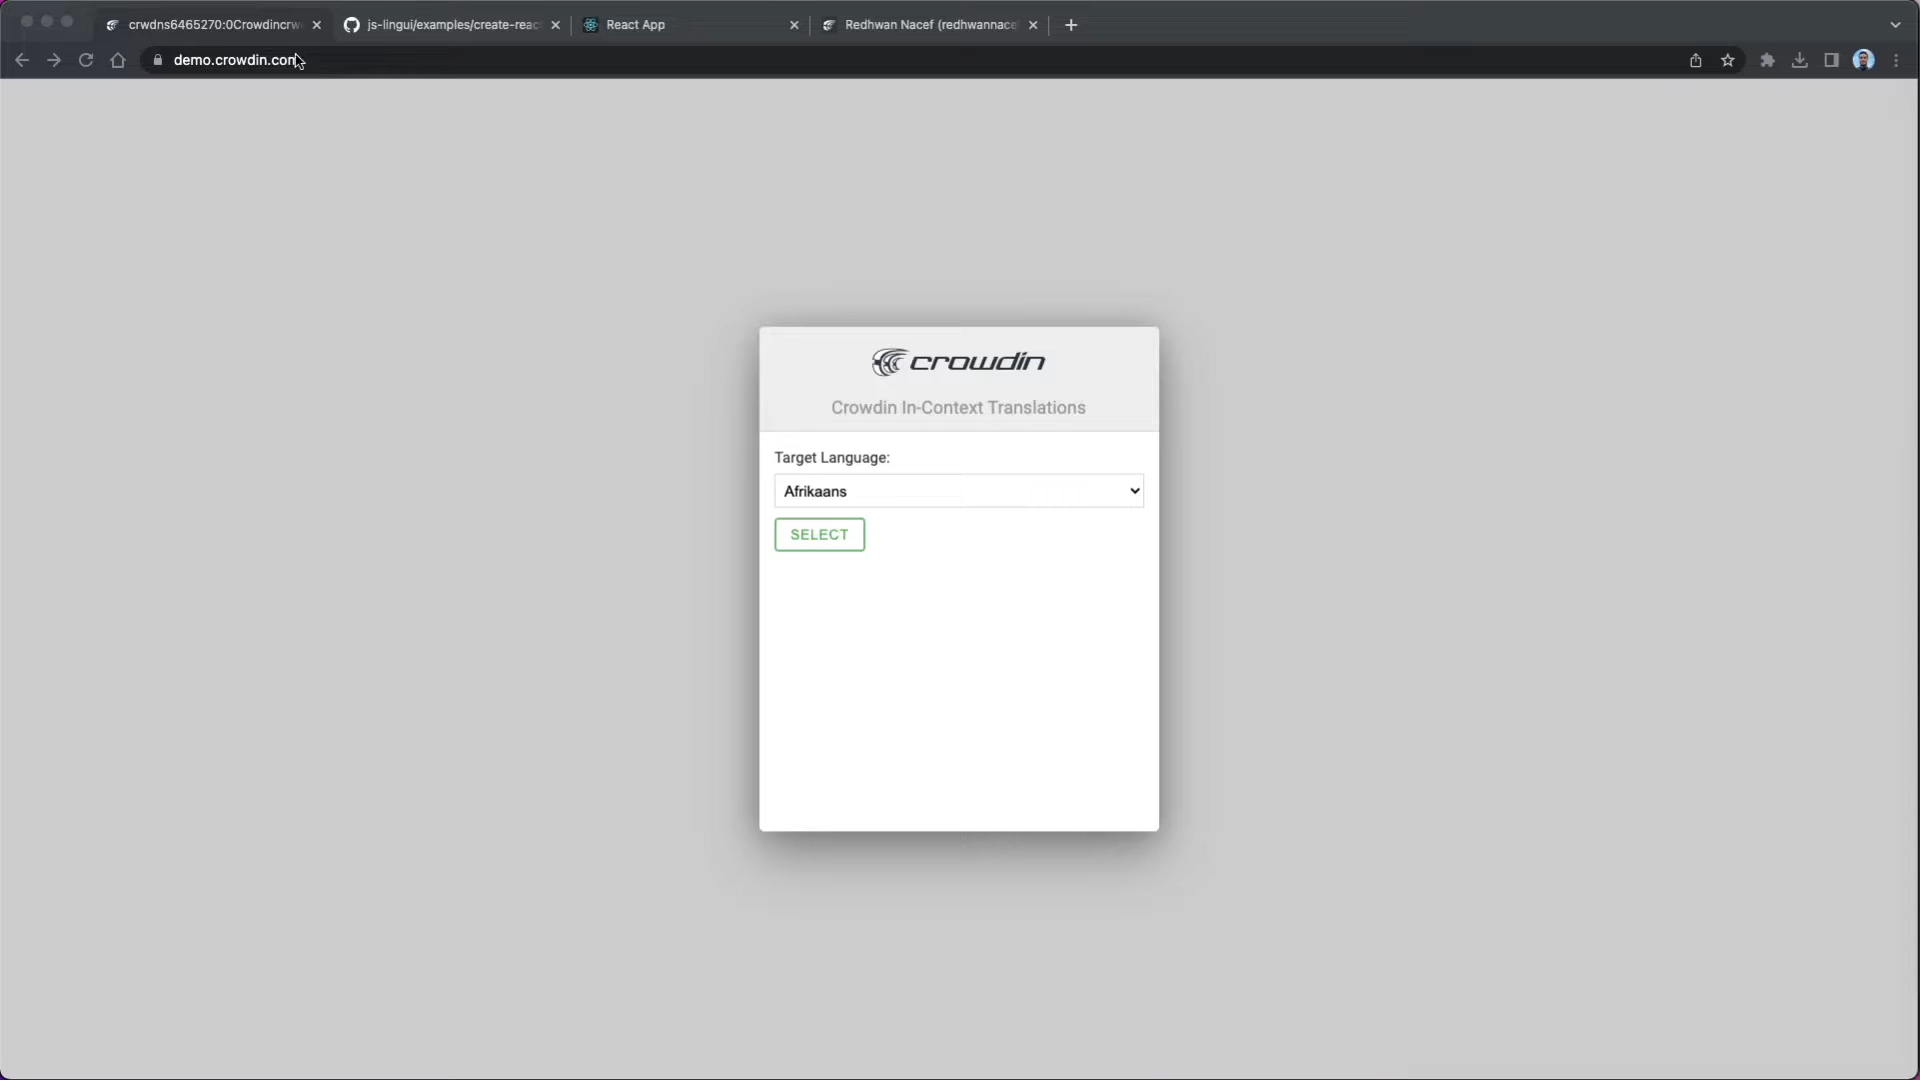 crwdns6465270:0Crowdincrw
js-lingui/examples/create-reac
React App
Redhwan Nacef (redhwannace
demo.crowdin.com
crowdin
Crowdin In-Context Translations
Target Language:
Afrikaans
SELECT